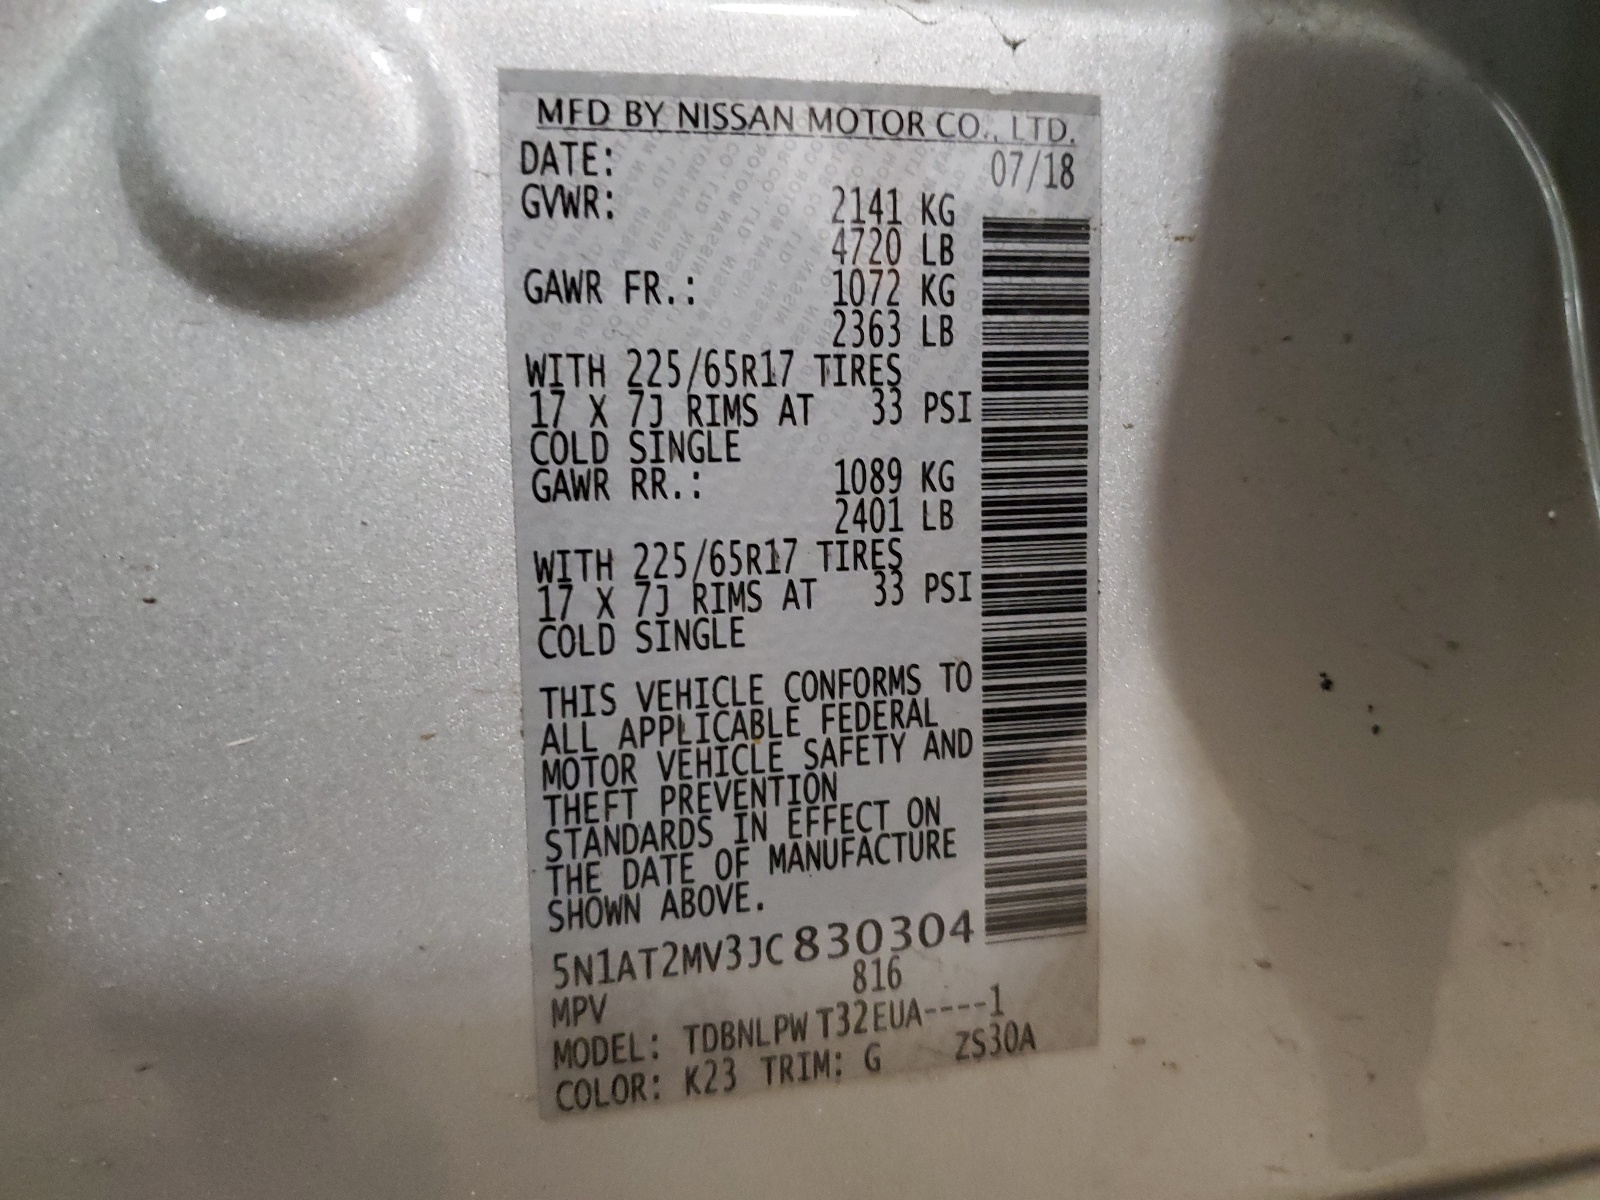 MFD BY NISSAN MOTOR CO., LTD.
DATE: 07/18
GVWR: 2141 KG
4720 LB
GAWR FR.: 1072 KG
2363 LB
WITH 225/65R17 TIRES
17 X 7J RIMS AT 33 PSI
COLD SINGLE
GAWR RR.: 1089 KG
2401 LB
WITH 225/65R17 TIRES
17 X 7J RIMS AT 33 PSI
COLD SINGLE
THIS VEHICLE CONFORMS TO
ALL APPLICABLE FEDERAL
MOTOR VEHICLE SAFETY AND
THEFT PREVENTION
STANDARDS IN EFFECT ON
THE DATE OF MANUFACTURE
SHOWN ABOVE.
5N1AT2MV3JC830304
MPV 816
MODEL: TDBNLPW T32EUA----1
COLOR: K23 TRIM: G ZS30A